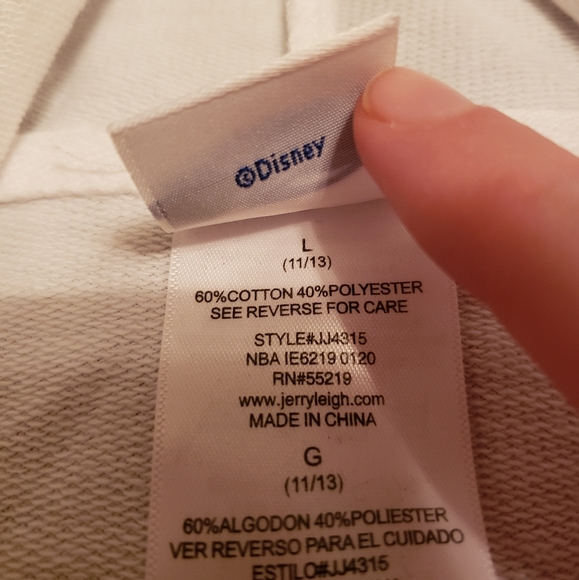 ©Disney
L
(11/13)
60%COTTON 40%POLYESTER
SEE REVERSE FOR CARE
STYLE#JJ4315
NBA IE6219 0120
RN#55219
www.jerryleigh.com
MADE IN CHINA
G
(11/13)
60%ALGODON 40%POLIESTER
VER REVERSO PARA EL CUIDADO
ESTILO#JJ4315